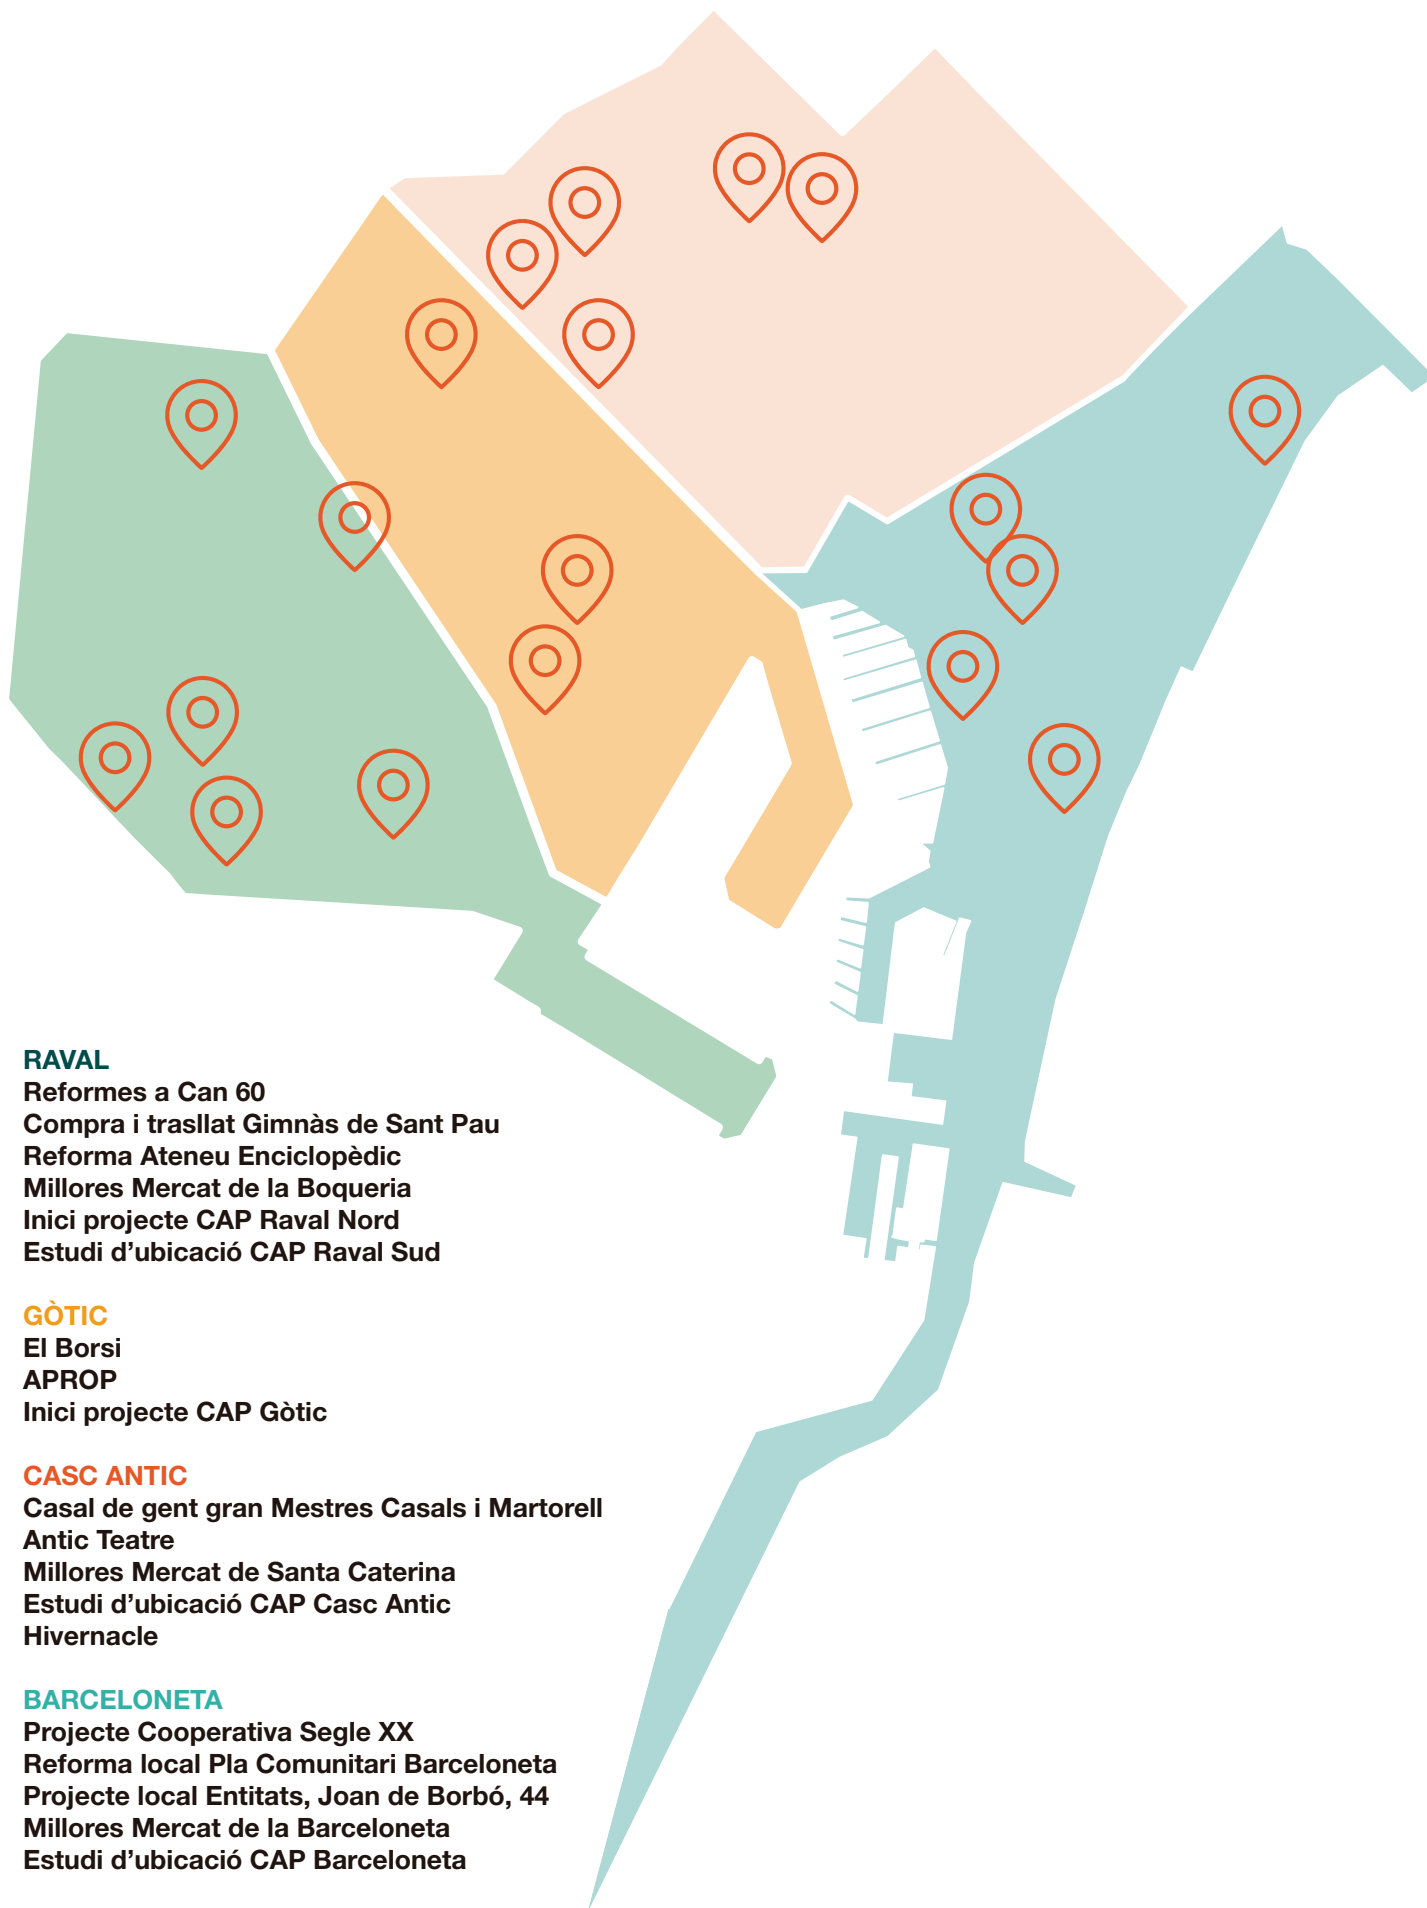 RAVAL
Reformes a Can 60
Compra i trasllat Gimnàs de Sant Pau
Reforma Ateneu Enciclopèdic
Millores Mercat de la Boqueria
Inici projecte CAP Raval Nord
Estudi d’ubicació CAP Raval Sud
GÒTIC
El Borsi
APROP
Inici projecte CAP Gòtic
CASC ANTIC
Casal de gent gran Mestres Casals i Martorell
Antic Teatre
Millores Mercat de Santa Caterina
Estudi d’ubicació CAP Casc Antic
Hivernacle
BARCELONETA
Projecte Cooperativa Segle XX
Reforma local Pla Comunitari Barceloneta
Projecte local Entitats, Joan de Borbó, 44
Millores Mercat de la Barceloneta
Estudi d’ubicació CAP Barceloneta